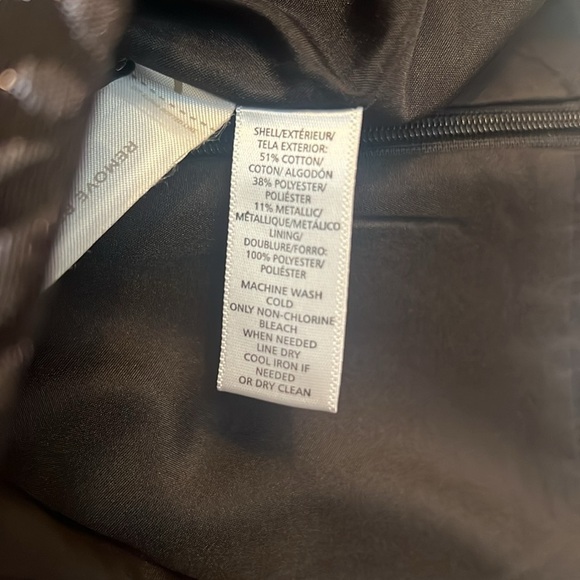 SHELL/EXTÉRIEUR/
TELA EXTERIOR:
51% COTTON/
COTON/ ALGODÓN
38% POLYESTER/
POLIÉSTER
11% METALLIC/
MÉTALLIQUE/METÁLICO
LINING/
DOUBLURE/FORRO:
100% POLYESTER/
POLIÉSTER
MACHINE WASH
COLD
ONLY NON-CHLORINE
BLEACH
WHEN NEEDED
LINE DRY
COOL IRON IF
NEEDED
OR DRY CLEAN
REMOVE